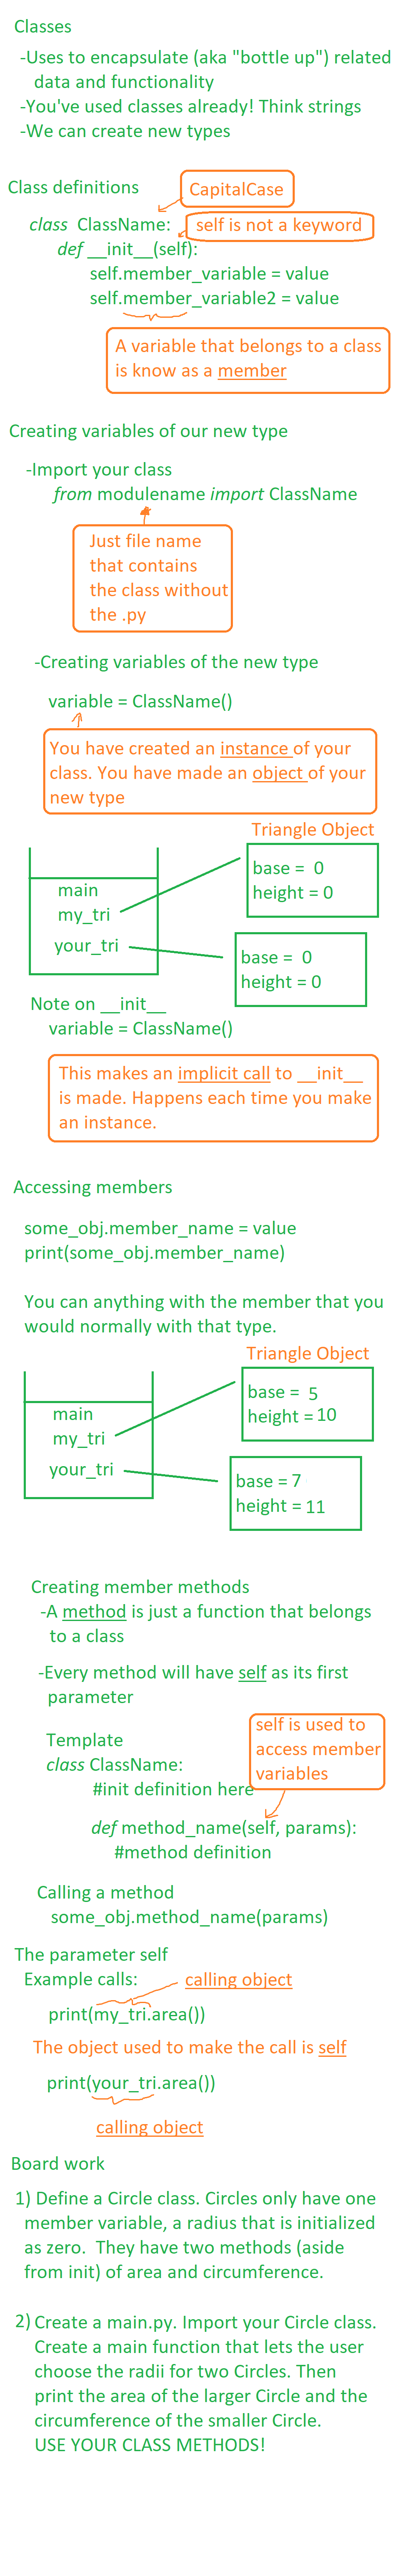 Classes
-Uses to encapsulate (aka "bottle up") related
data and functionality
-You've used classes already! Think strings
-We can create new types
Class definitions
CapitalCase
class ClassName:
self is not a keyword
def __init__(self):
self.member_variable = value
self.member_variable2 = value
A variable that belongs to a class
is know as a member
Creating variables of our new type
-Import your class
from modulename import ClassName
Just file name
that contains
the class without
the .py
-Creating variables of the new type
variable = ClassName()
You have created an instance of your
class. You have made an object of your
new type
Triangle Object
base = 0
height = 0
main
my_tri
your_tri
base = 0
height = 0
Note on __init__
variable = ClassName()
This makes an implicit call to __init__
is made. Happens each time you make
an instance.
Accessing members
some_obj.member_name = value
print(some_obj.member_name)
You can anything with the member that you
would normally with that type.
Triangle Object
base = 5
height = 10
main
my_tri
your_tri
base = 7
height = 11
Creating member methods
-A method is just a function that belongs
to a class
-Every method will have self as its first
parameter
self is used to
access member
variables
Template
class ClassName:
#init definition here
def method_name(self, params):
#method definition
Calling a method
some_obj.method_name(params)
The parameter self
Example calls:
calling object
print(my_tri.area())
The object used to make the call is self
print(your_tri.area())
calling object
Board work
1) Define a Circle class. Circles only have one
member variable, a radius that is initialized
as zero. They have two methods (aside
from init) of area and circumference.
2) Create a main.py. Import your Circle class.
Create a main function that lets the user
choose the radii for two Circles. Then
print the area of the larger Circle and the
circumference of the smaller Circle.
USE YOUR CLASS METHODS!